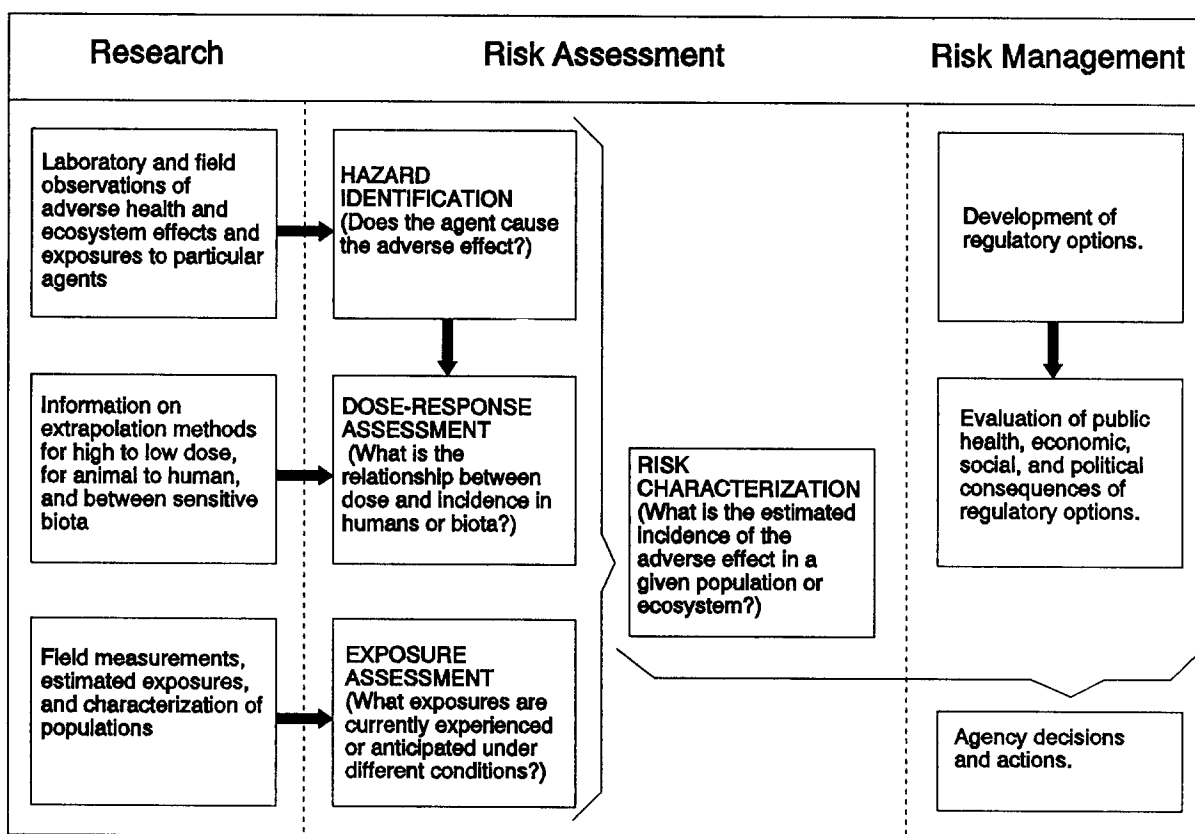 Research
Risk Assessment
Risk Management
Laboratory and field
observations of
adverse health and
ecosystem effects and
exposures to particular
agents
HAZARD
IDENTIFICATION
(Does the agent cause
the adverse effect?)
Development of
regulatory options.
Information on
extrapolation methods
for high to low dose,
for animal to human,
and between sensitive
biota
DOSE-RESPONSE
ASSESSMENT
(What is the
relationship between
dose and incidence in
humans or biota?)
RISK
CHARACTERIZATION
(What is the estimated
incidence of the
adverse effect in a
given population or
ecosystem?)
Evaluation of public
health, economic,
social, and political
consequences of
regulatory options.
Field measurements,
estimated exposures,
and characterization of
populations
EXPOSURE
ASSESSMENT
(What exposures are
currently experienced
or anticipated under
different conditions?)
Agency decisions
and actions.